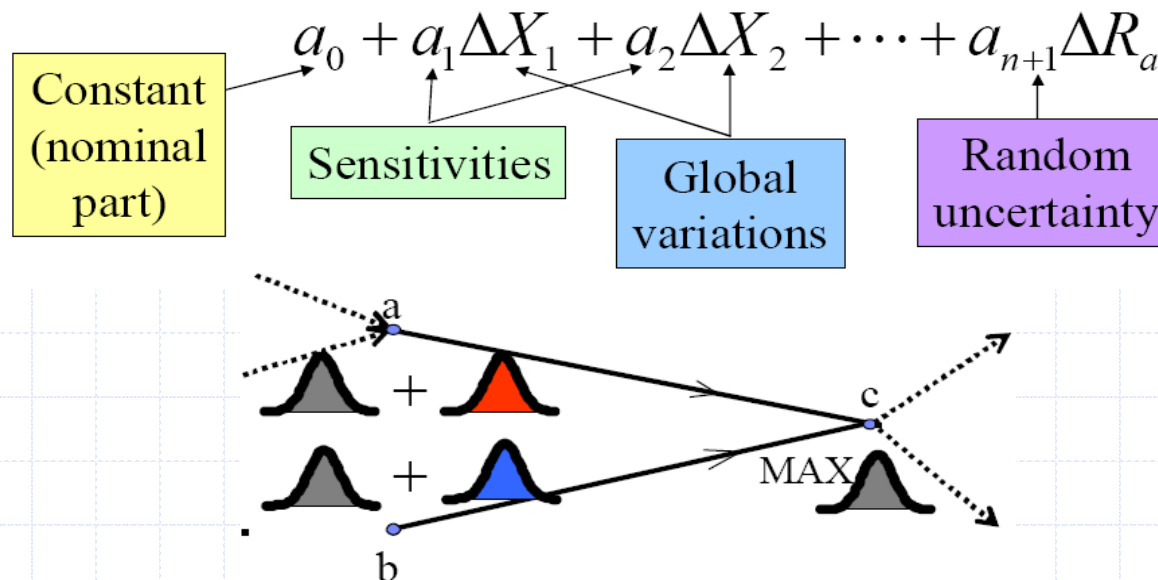 a₀ + a₁ΔX₁ + a₂ΔX₂ + ⋯ + aₙ₊₁ΔRₐ
Constant
(nominal
part)
Sensitivities
Global
variations
Random
uncertainty
a
+
c
+
MAX
.
b